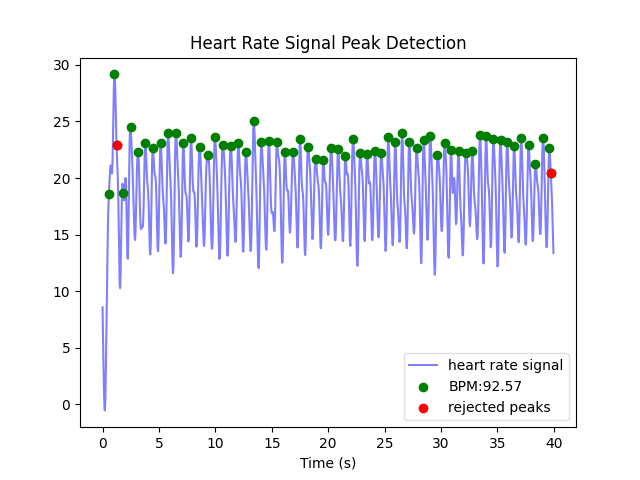 Heart Rate Signal Peak Detection
30
25
20
15
10
5
0
heart rate signal
BPM:92.57
rejected peaks
0 5 10 15 20 25 30 35 40
Time (s)